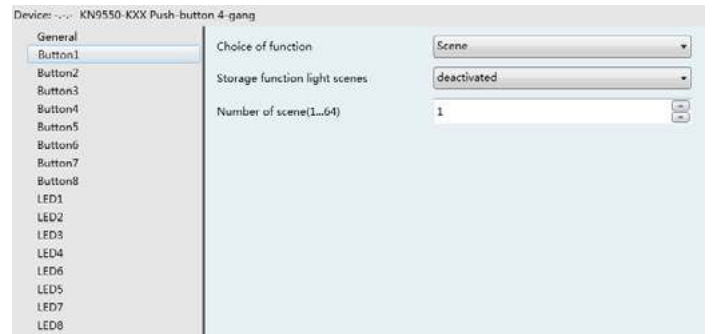 Device: -.-.- KN9550-KXX Push-button 4-gang
General
Button1
Button2
Button3
Button4
Button5
Button6
Button7
Button8
LED1
LED2
LED3
LED4
LED6
LED5
LED7
LED8
Choice of function Scene
Storage function light scenes deactivated
Number of scene(1...64) 1